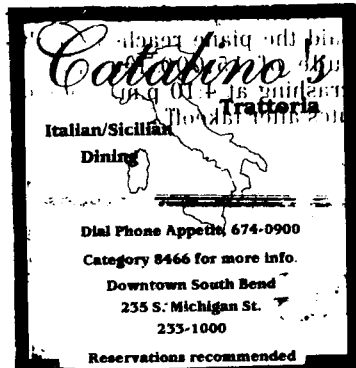 Catalino's
Trattoria
Italian/Sicilian
Dining
Dial Phone Appetit, 674-0900
Category 8466 for more info.
Downtown South Bend
235 S. Michigan St.
233-1000
Reservations recommended